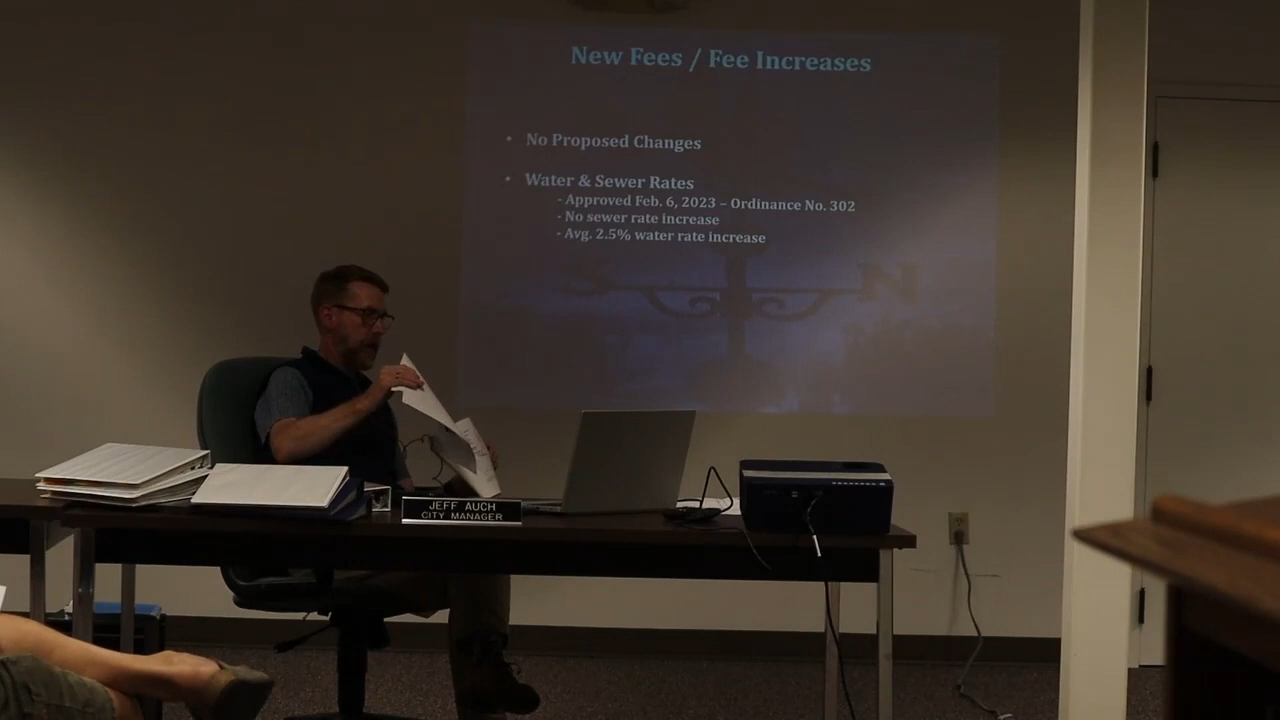 New Fees / Fee Increases
• No Proposed Changes
• Water & Sewer Rates
- Approved Feb. 6, 2023 – Ordinance No. 302
- No sewer rate increase
- Avg. 2.5% water rate increase
N
JEFF AUCH
CITY MANAGER